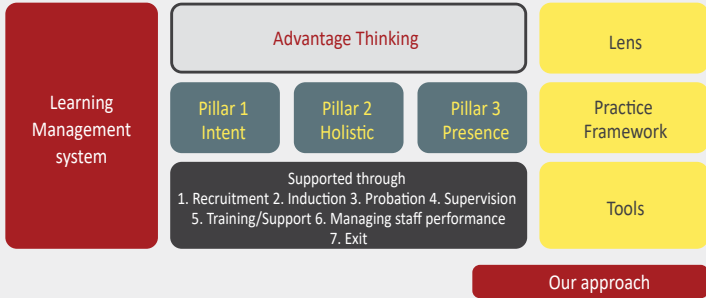 Learning
Management
system
Advantage Thinking
Lens
Pillar 1
Intent
Pillar 2
Holistic
Pillar 3
Presence
Practice
Framework
Supported through
1. Recruitment 2. Induction 3. Probation 4. Supervision
5. Training/Support 6. Managing staff performance
7. Exit
Tools
Our approach